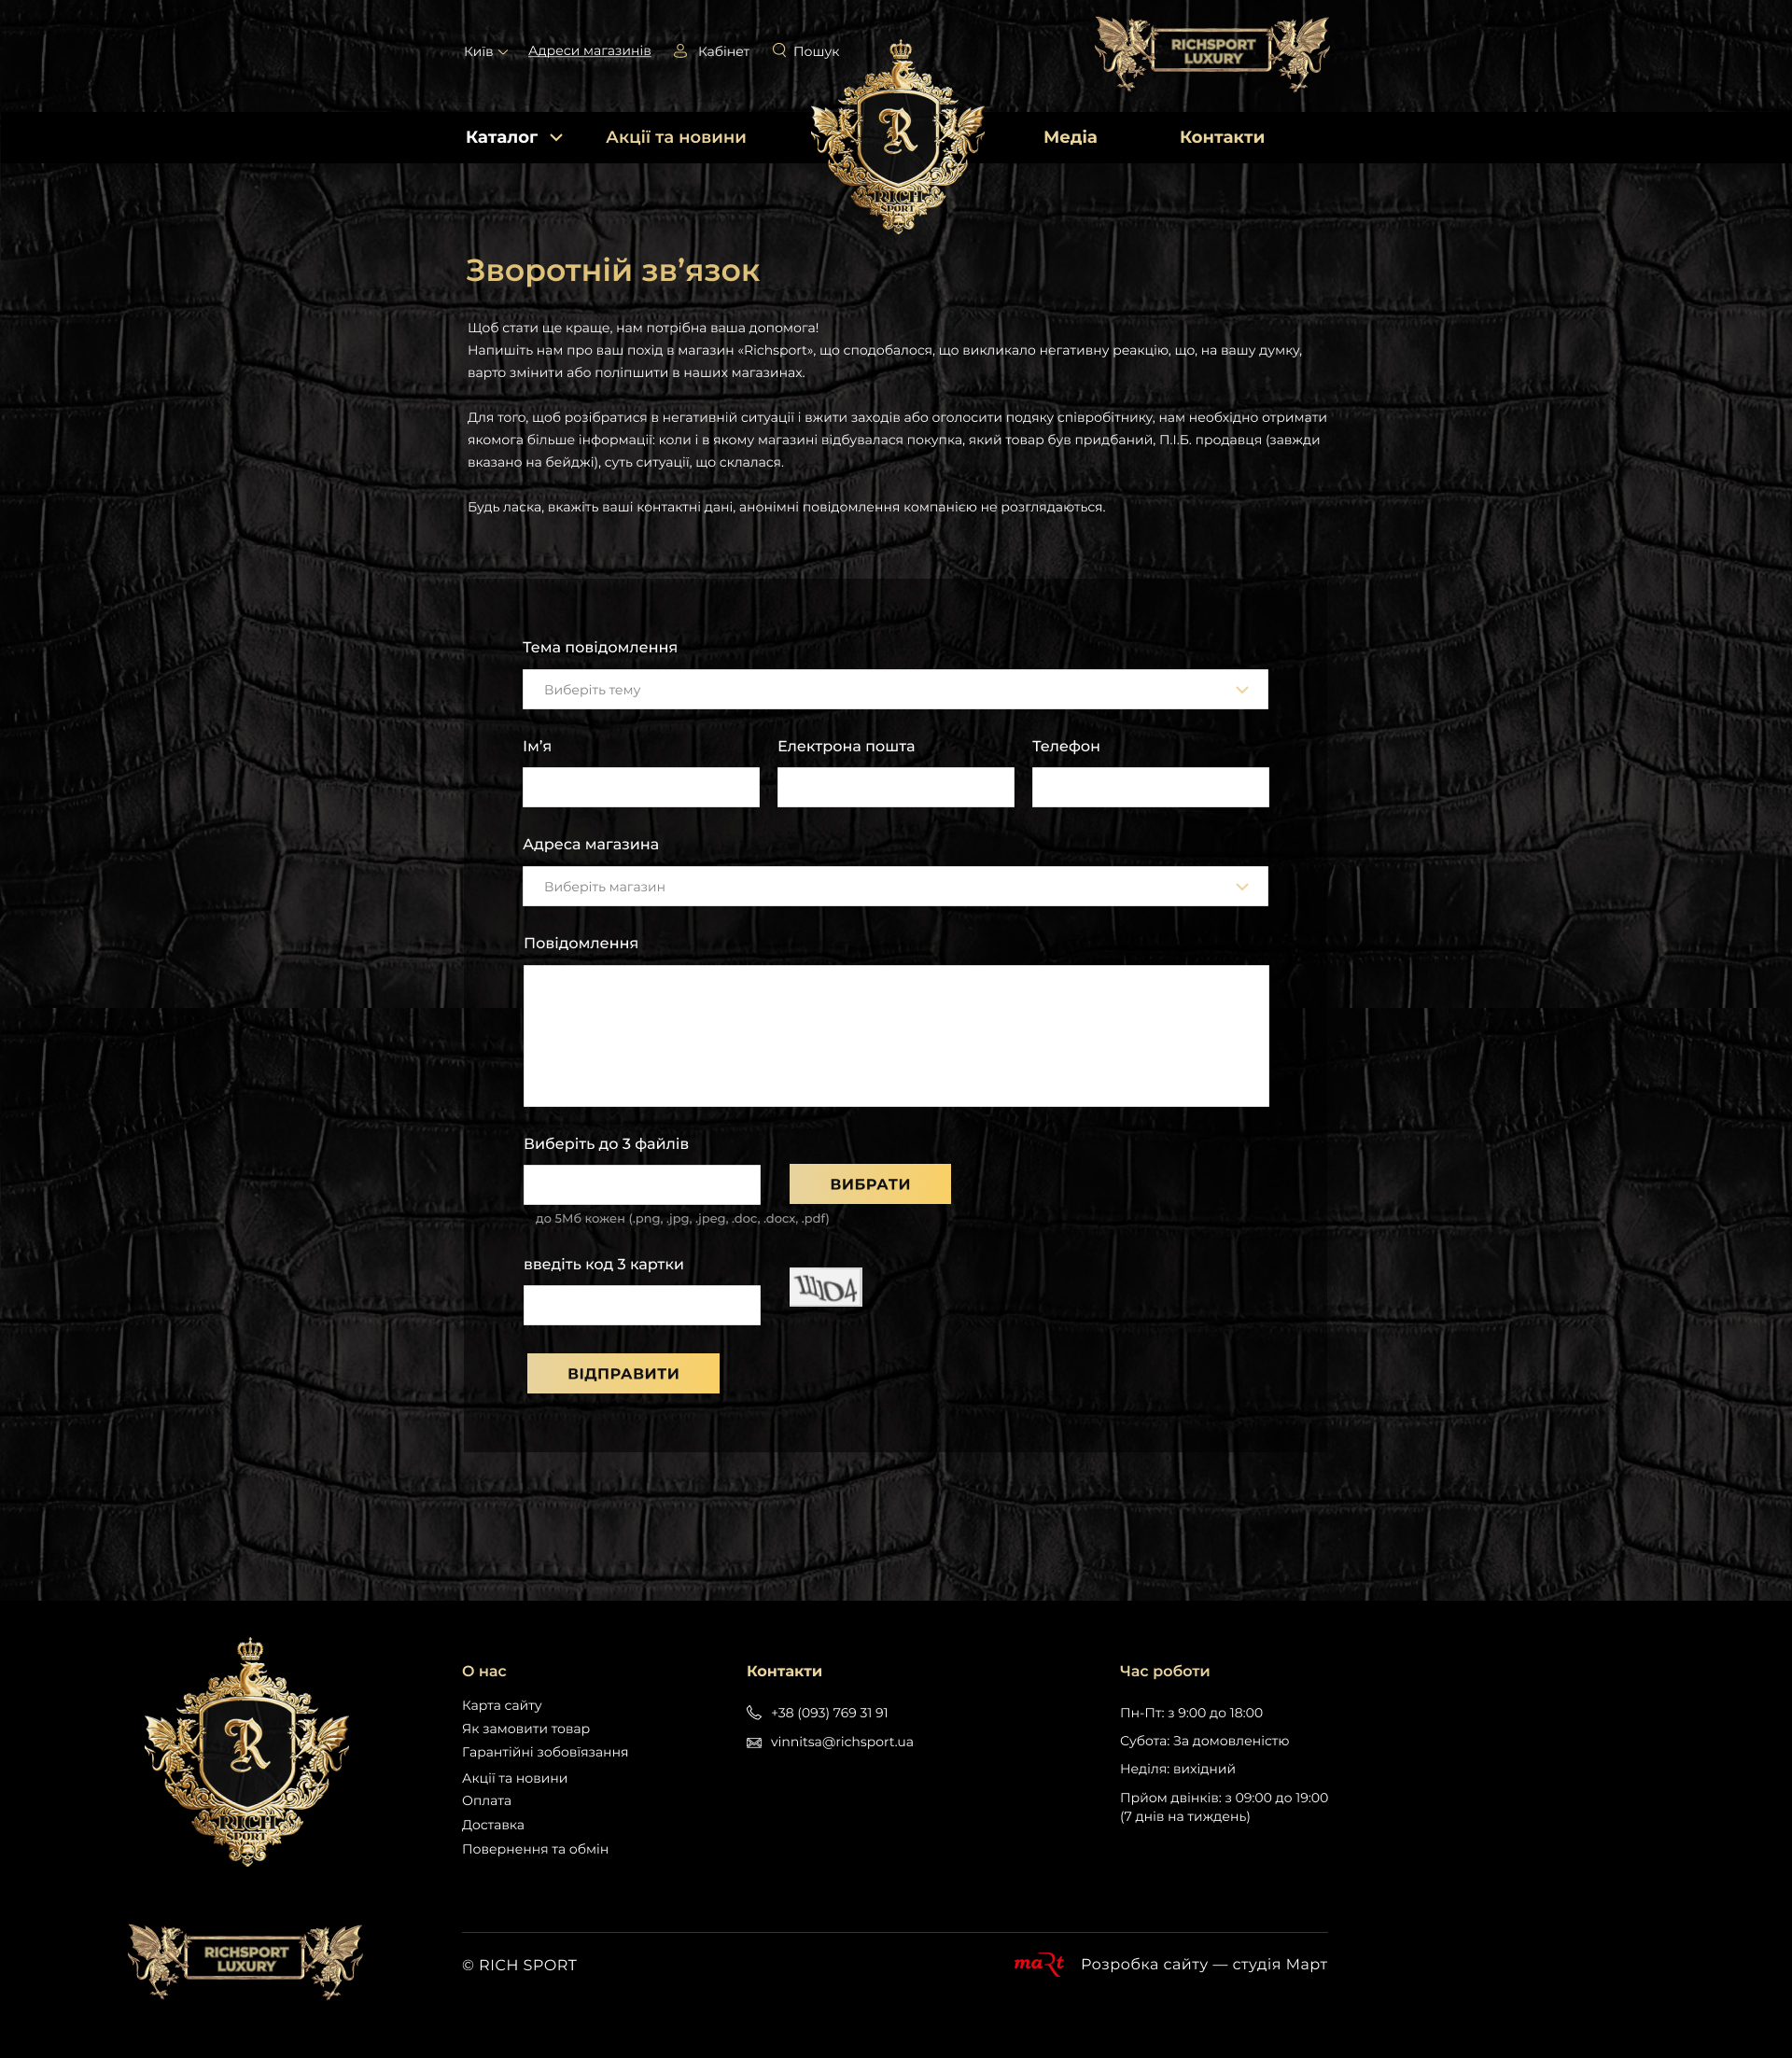 Київ
Адреси магазинів
Кабінет
Пошук
RICHSPORT
LUXURY
Каталог
Акції та новини
R
RICH
SPORT
Медіа
Контакти
Зворотній зв’язок
Щоб стати ще краще, нам потрібна ваша допомога!
Напишіть нам про ваш похід в магазин «Richsport», що сподобалося, що викликало негативну реакцію, що, на вашу думку,
варто змінити або поліпшити в наших магазинах.
Для того, щоб розібратися в негативній ситуації і вжити заходів або оголосити подяку співробітнику, нам необхідно отримати
якомога більше інформації: коли і в якому магазині відбувалася покупка, який товар був придбаний, П.І.Б. продавця (завжди
вказано на бейджі), суть ситуації, що склалася.
Будь ласка, вкажіть ваші контактні дані, анонімні повідомлення компанією не розглядаються.
Тема повідомлення
Виберіть тему
Ім’я
Електрона пошта
Телефон
Адреса магазина
Виберіть магазин
Повідомлення
Виберіть до 3 файлів
ВИБРАТИ
до 5Мб кожен (.png, .jpg, .jpeg, .doc, .docx, .pdf)
введіть код 3 картки
ВІДПРАВИТИ
R
RICH
SPORT
О нас
Карта сайту
Як замовити товар
Гарантійні зобовїязання
Акції та новини
Оплата
Доставка
Повернення та обмін
Контакти
+38 (093) 769 31 91
vinnitsa@richsport.ua
Час роботи
Пн-Пт: з 9:00 до 18:00
Субота: За домовленістю
Неділя: вихідний
Прйом двінків: з 09:00 до 19:00
(7 днів на тиждень)
RICHSPORT
LUXURY
© RICH SPORT
maRt
Розробка сайту — студія Март